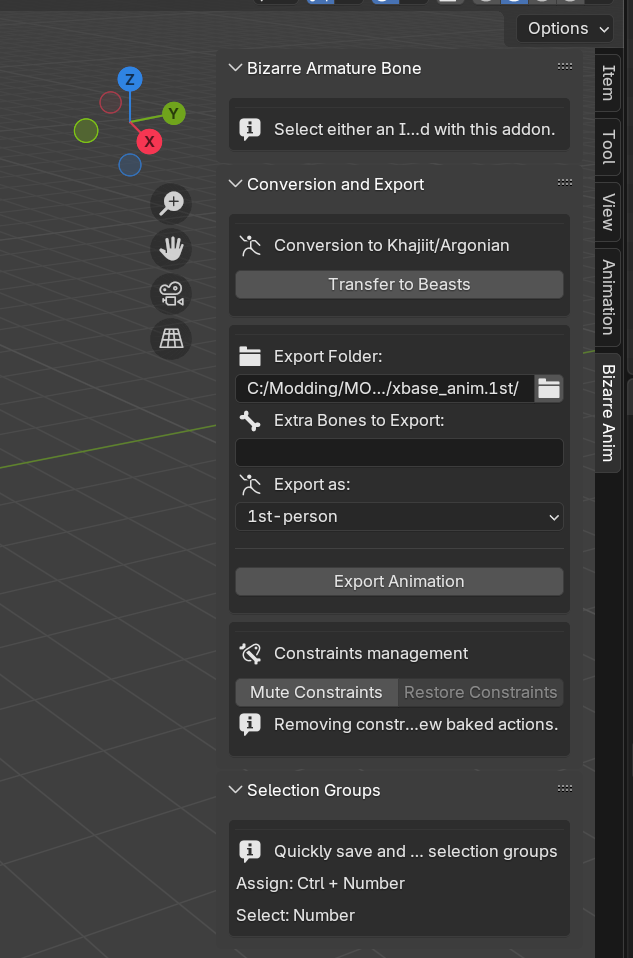 Options
Bizarre Armature Bone
Select either an I...d with this addon.
Conversion and Export
Conversion to Khajiit/Argonian
Transfer to Beasts
Export Folder:
C:/Modding/MO.../xbase_anim.1st/
Extra Bones to Export:
Export as:
1st-person
Export Animation
Constraints management
Mute Constraints
Restore Constraints
Removing constr...ew baked actions.
Selection Groups
Quickly save and ... selection groups
Assign: Ctrl + Number
Select: Number
Z
Y
X
Item
Tool
View
Animation
Bizarre Anim